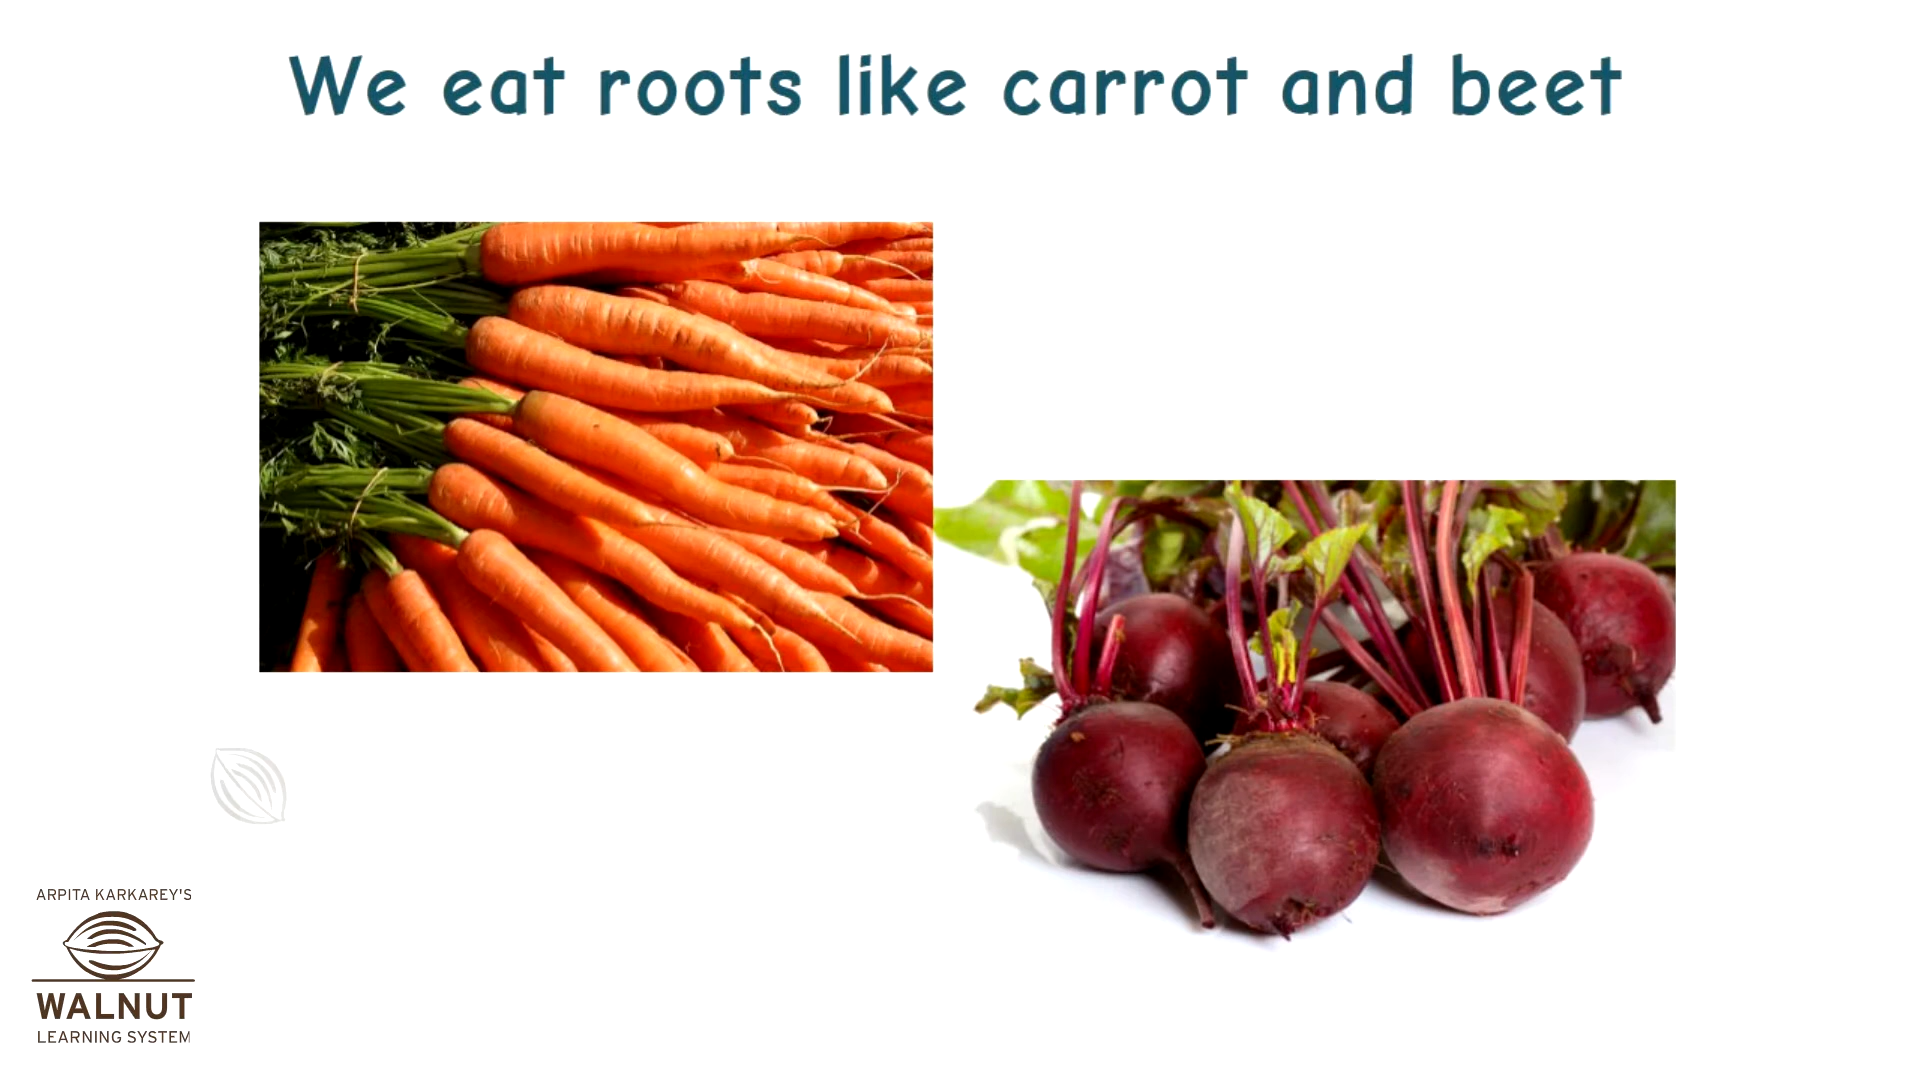 We eat roots like carrot and beet
ARPITA KARKAREY'S
WALNUT
LEARNING SYSTEM